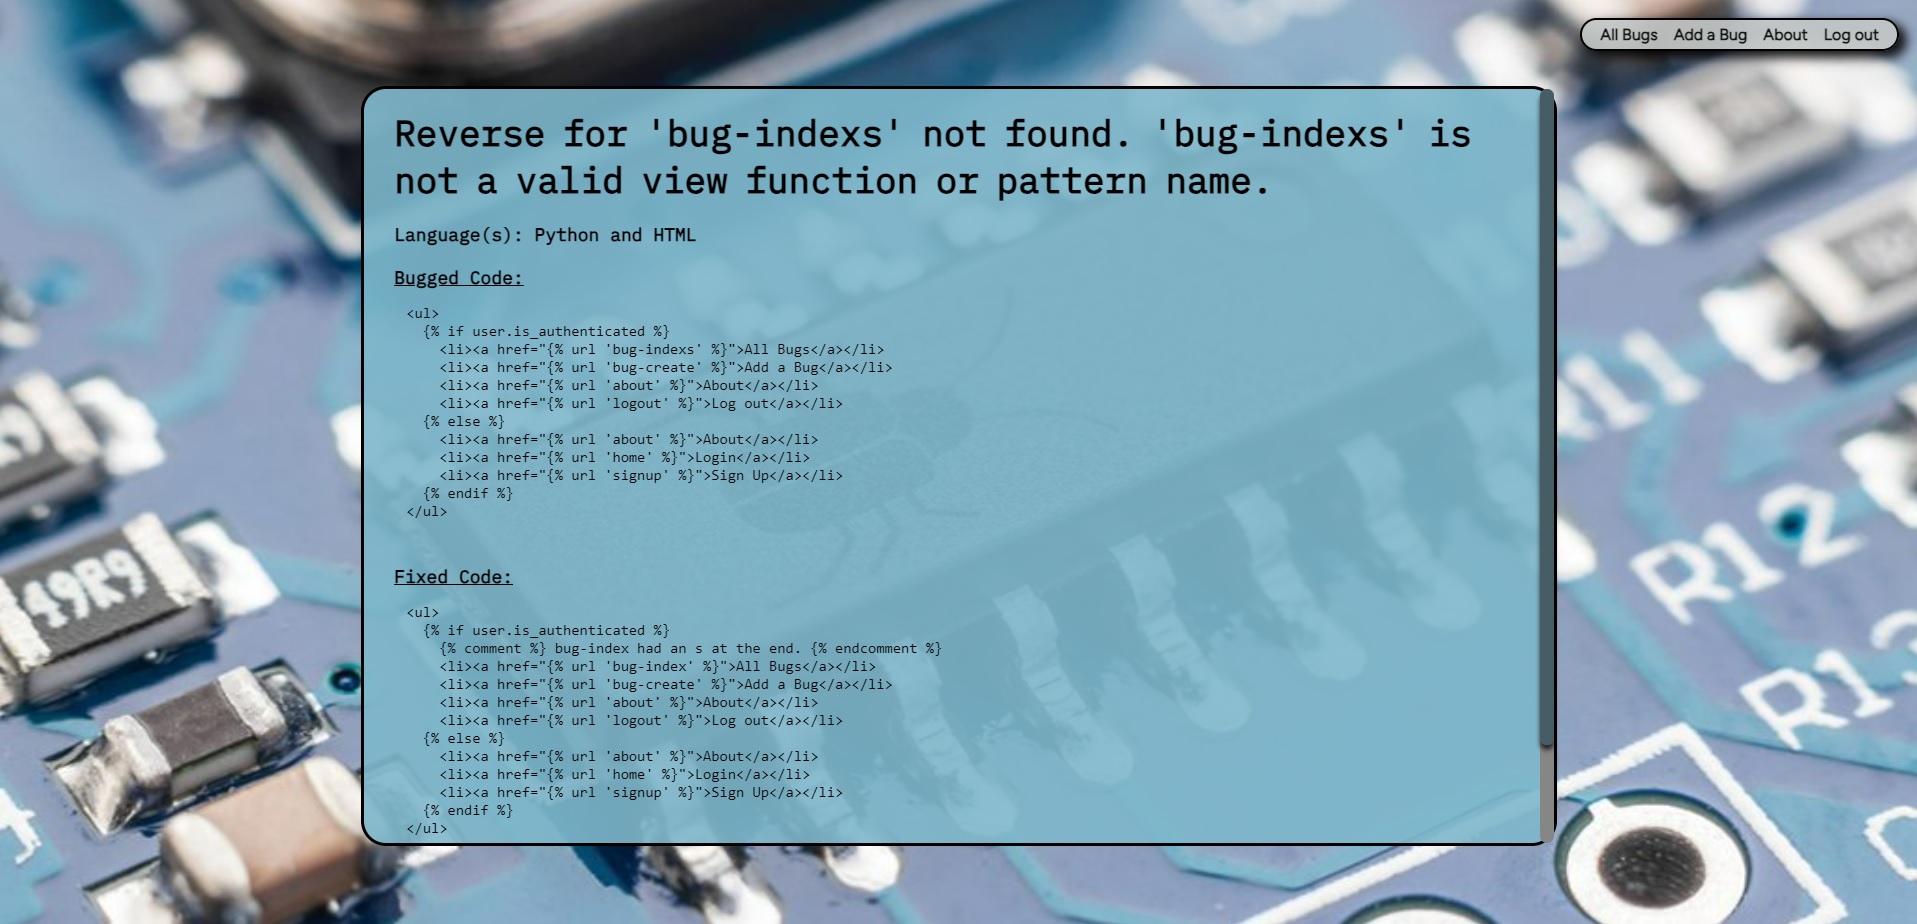 All Bugs Add a Bug About Log out
Reverse for 'bug-indexs' not found. 'bug-indexs' is
not a valid view function or pattern name.
Language(s): Python and HTML
Bugged Code:
<ul>
{% if user.is_authenticated %}
<li><a href="{% url 'bug-indexs' %}">All Bugs</a></li>
<li><a href="{% url 'bug-create' %}">Add a Bug</a></li>
<li><a href="{% url 'about' %}">About</a></li>
<li><a href="{% url 'logout' %}">Log out</a></li>
{% else %}
<li><a href="{% url 'about' %}">About</a></li>
<li><a href="{% url 'home' %}">Login</a></li>
<li><a href="{% url 'signup' %}">Sign Up</a></li>
{% endif %}
</ul>
Fixed Code:
<ul>
{% if user.is_authenticated %}
{% comment %} bug-index had an s at the end. {% endcomment %}
<li><a href="{% url 'bug-index' %}">All Bugs</a></li>
<li><a href="{% url 'bug-create' %}">Add a Bug</a></li>
<li><a href="{% url 'about' %}">About</a></li>
<li><a href="{% url 'logout' %}">Log out</a></li>
{% else %}
<li><a href="{% url 'about' %}">About</a></li>
<li><a href="{% url 'home' %}">Login</a></li>
<li><a href="{% url 'signup' %}">Sign Up</a></li>
{% endif %}
</ul>
R11
R12
49R9
R13